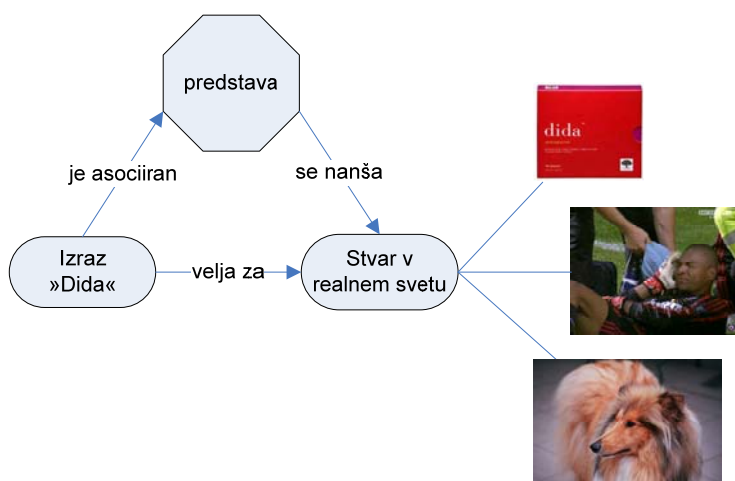 predstava
je asociiran
se nanša
Izraz
»Dida«
velja za
Stvar v
realnem svetu
dida